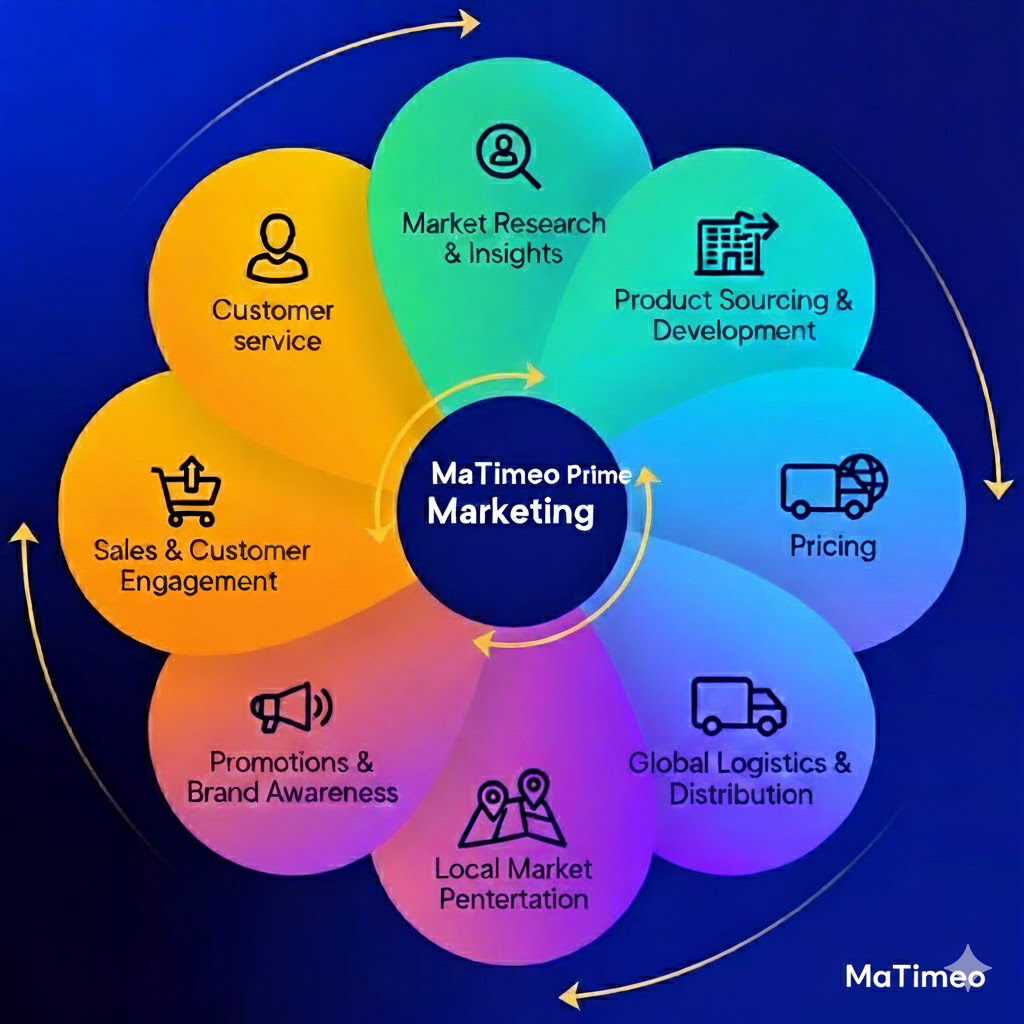 Market Research
& Insights
Product Sourcing &
Development
Customer
service
MaTimeo Prime
Marketing
Pricing
Sales & Customer
Engagement
Global Logistics &
Distribution
Promotions &
Brand Awareness
Local Market
Pentertation
MaTimeo